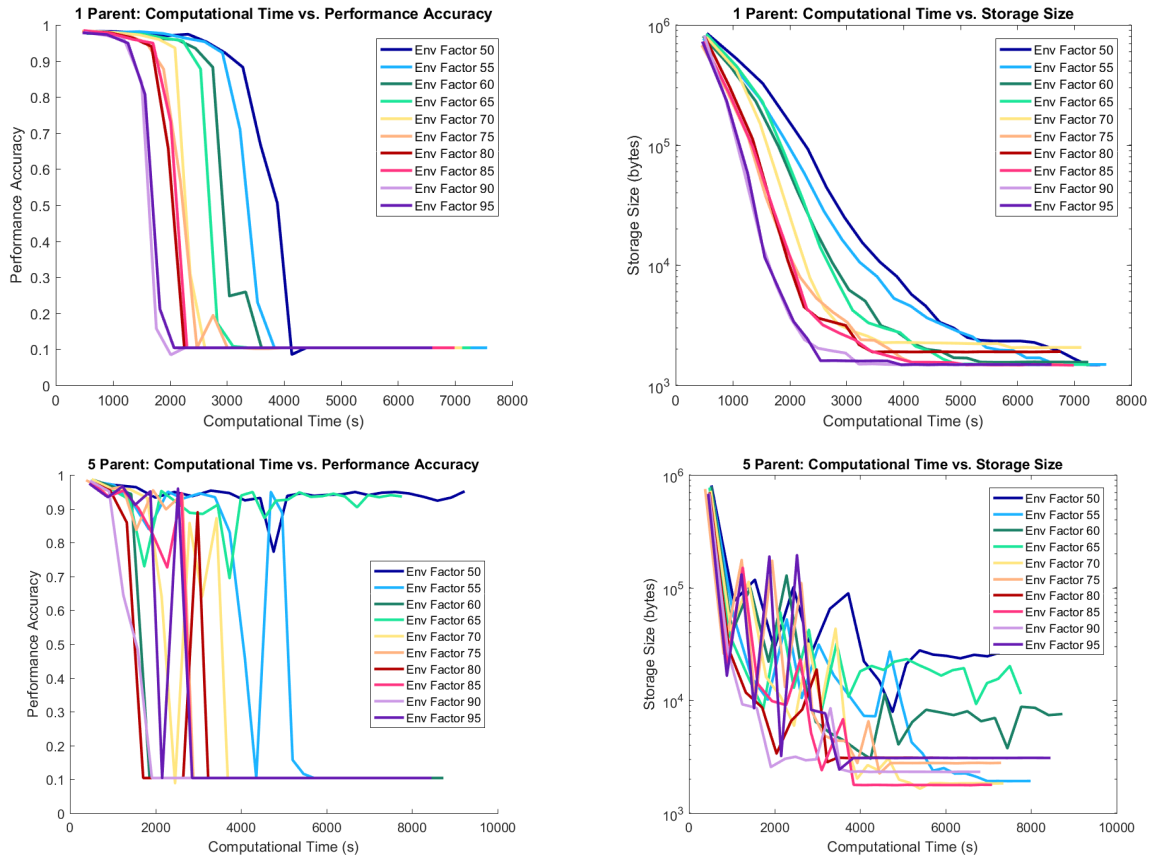 1 Parent: Computational Time vs. Performance Accuracy
Performance Accuracy
1
0.9
0.8
0.7
0.6
0.5
0.4
0.3
0.2
0.1
0
Env Factor 50
Env Factor 55
Env Factor 60
Env Factor 65
Env Factor 70
Env Factor 75
Env Factor 80
Env Factor 85
Env Factor 90
Env Factor 95
0 1000 2000 3000 4000 5000 6000 7000 8000
Computational Time (s)
1 Parent: Computational Time vs. Storage Size
Storage Size (bytes)
10^6
10^5
10^4
10^3
Env Factor 50
Env Factor 55
Env Factor 60
Env Factor 65
Env Factor 70
Env Factor 75
Env Factor 80
Env Factor 85
Env Factor 90
Env Factor 95
0 1000 2000 3000 4000 5000 6000 7000 8000
Computational Time (s)
5 Parent: Computational Time vs. Performance Accuracy
Performance Accuracy
1
0.9
0.8
0.7
0.6
0.5
0.4
0.3
0.2
0.1
0
Env Factor 50
Env Factor 55
Env Factor 60
Env Factor 65
Env Factor 70
Env Factor 75
Env Factor 80
Env Factor 85
Env Factor 90
Env Factor 95
0 2000 4000 6000 8000 10000
Computational Time (s)
5 Parent: Computational Time vs. Storage Size
Storage Size (bytes)
10^6
10^5
10^4
10^3
Env Factor 50
Env Factor 55
Env Factor 60
Env Factor 65
Env Factor 70
Env Factor 75
Env Factor 80
Env Factor 85
Env Factor 90
Env Factor 95
0 2000 4000 6000 8000 10000
Computational Time (s)